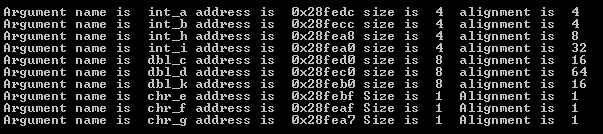 Argument name is int_a address is 0x28fedc size is 4 alignment is 4
Argument name is int_b address is 0x28fecc size is 4 alignment is 4
Argument name is int_h address is 0x28fea8 size is 4 alignment is 8
Argument name is int_i address is 0x28fea0 size is 4 alignment is 32
Argument name is dbl_c address is 0x28fed0 size is 8 alignment is 16
Argument name is dbl_d address is 0x28fec0 size is 8 alignment is 64
Argument name is dbl_k address is 0x28feb0 size is 8 alignment is 16
Argument name is chr_e address is 0x28febf Size is 1 Alignment is 1
Argument name is chr_f address is 0x28feaf Size is 1 Alignment is 1
Argument name is chr_g address is 0x28fea7 Size is 1 Alignment is 1